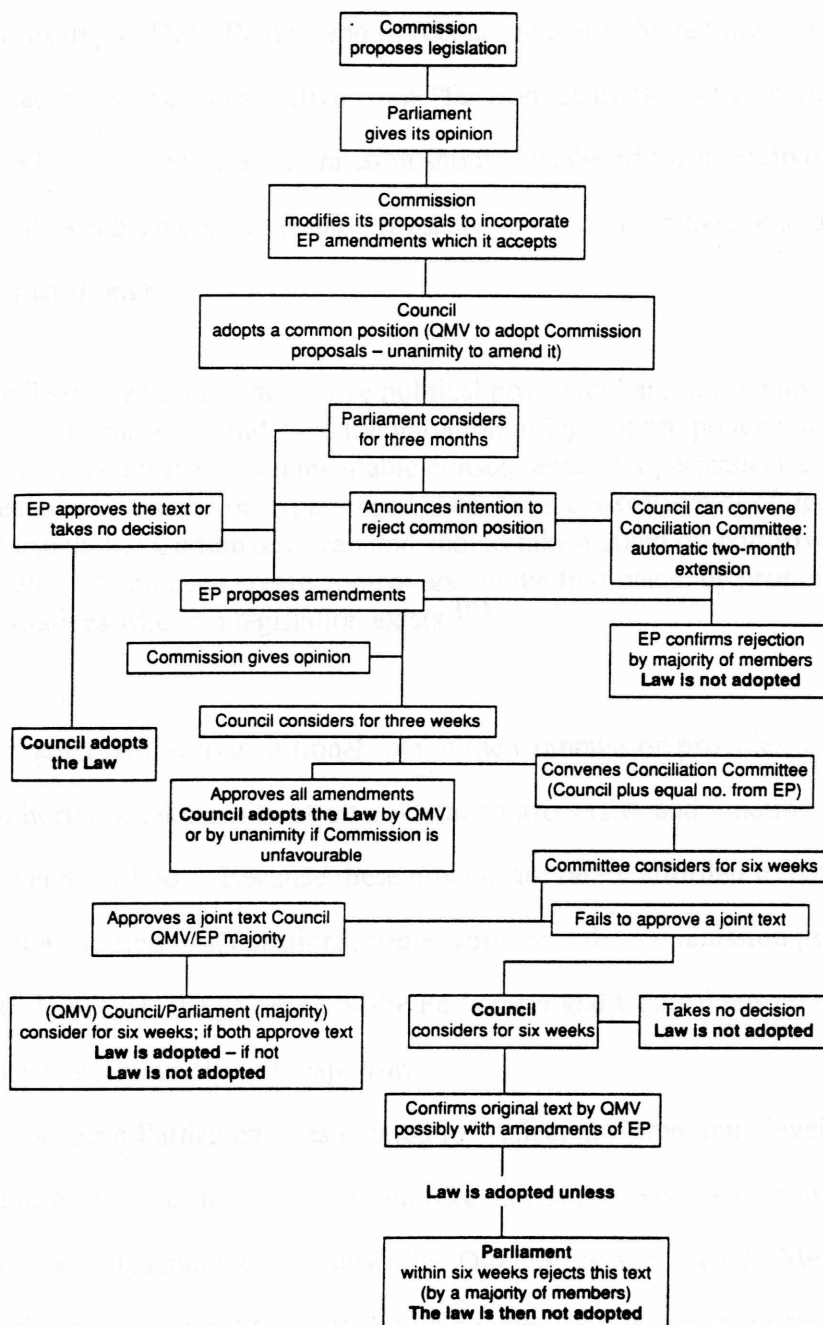 Commission
proposes legislation
Parliament
gives its opinion
Commission
modifies its proposals to incorporate
EP amendments which it accepts
Council
adopts a common position (QMV to adopt Commission
proposals – unanimity to amend it)
Parliament considers
for three months
EP approves the text or
takes no decision
Announces intention to
reject common position
Council can convene
Conciliation Committee:
automatic two-month
extension
EP proposes amendments
EP confirms rejection
by majority of members
Law is not adopted
Commission gives opinion
Council considers for three weeks
Council adopts
the Law
Approves all amendments
Council adopts the Law by QMV
or by unanimity if Commission is
unfavourable
Convenes Conciliation Committee
(Council plus equal no. from EP)
Committee considers for six weeks
Approves a joint text Council
QMV/EP majority
Fails to approve a joint text
(QMV) Council/Parliament (majority)
consider for six weeks; if both approve text
Law is adopted – if not
Law is not adopted
Council
considers for six weeks
Takes no decision
Law is not adopted
Confirms original text by QMV
possibly with amendments of EP
Law is adopted unless
Parliament
within six weeks rejects this text
(by a majority of members)
The law is then not adopted